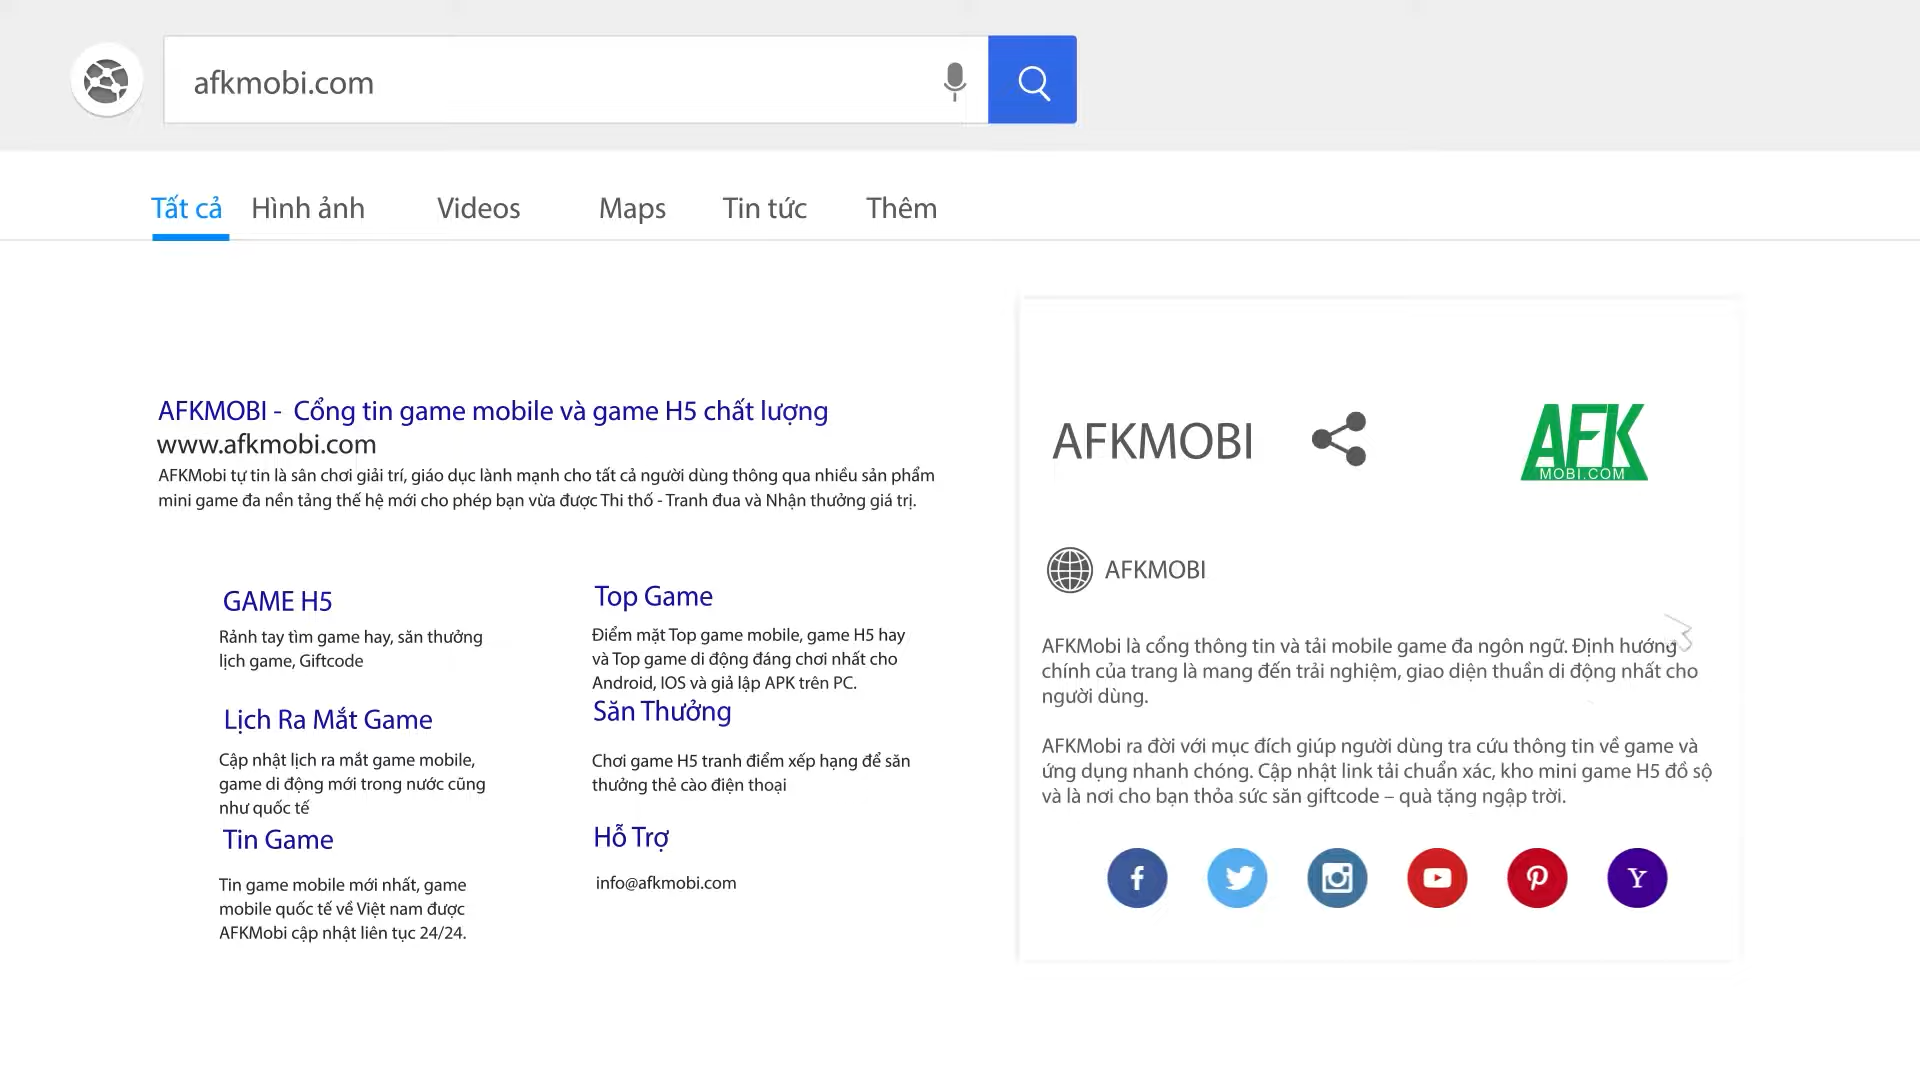 afkmobi.com
Tất cả Hình ảnh Videos Maps Tin tức Thêm
AFKMOBI - Cổng tin game mobile và game H5 chất lượng
www.afkmobi.com
AFKMobi tự tin là sân chơi giải trí, giáo dục lành mạnh cho tất cả người dùng thông qua nhiều sản phẩm
mini game đa nền tảng thế hệ mới cho phép bạn vừa được Thi thố - Tranh đua và Nhận thưởng giá trị.
GAME H5
Rảnh tay tìm game hay, săn thưởng
lịch game, Giftcode
Lịch Ra Mắt Game
Cập nhật lịch ra mắt game mobile,
game di động mới trong nước cũng
như quốc tế
Tin Game
Tin game mobile mới nhất, game
mobile quốc tế về Việt nam được
AFKMobi cập nhật liên tục 24/24.
Top Game
Điểm mặt Top game mobile, game H5 hay
và Top game di động đáng chơi nhất cho
Android, IOS và giả lập APK trên PC.
Săn Thưởng
Chơi game H5 tranh điểm xếp hạng để săn
thưởng thẻ cào điện thoại
Hỗ Trợ
info@afkmobi.com
AFKMOBI
AFK
MOBI.COM
AFKMOBI
AFKMobi là cổng thông tin và tải mobile game đa ngôn ngữ. Định hướng
chính của trang là mang đến trải nghiệm, giao diện thuần di động nhất cho
người dùng.
AFKMobi ra đời với mục đích giúp người dùng tra cứu thông tin về game và
ứng dụng nhanh chóng. Cập nhật link tải chuẩn xác, kho mini game H5 đồ sộ
và là nơi cho bạn thỏa sức săn giftcode – quà tặng ngập trời.